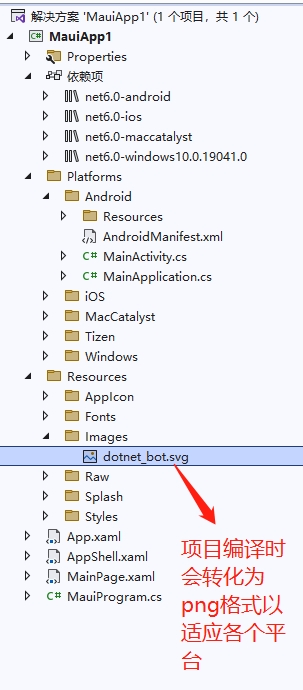 解决方案 'MauiApp1' (1 个项目，共 1 个)
C# MauiApp1
Properties
依赖项
net6.0-android
net6.0-ios
net6.0-maccatalyst
net6.0-windows10.0.19041.0
Platforms
Android
Resources
AndroidManifest.xml
C# MainActivity.cs
C# MainApplication.cs
iOS
MacCatalyst
Tizen
Windows
Resources
AppIcon
Fonts
Images
dotnet_bot.svg
Raw
Splash
Styles
App.xaml
AppShell.xaml
MainPage.xaml
C# MauiProgram.cs
项目编译时
会转化为
png格式以
适应各个平
台